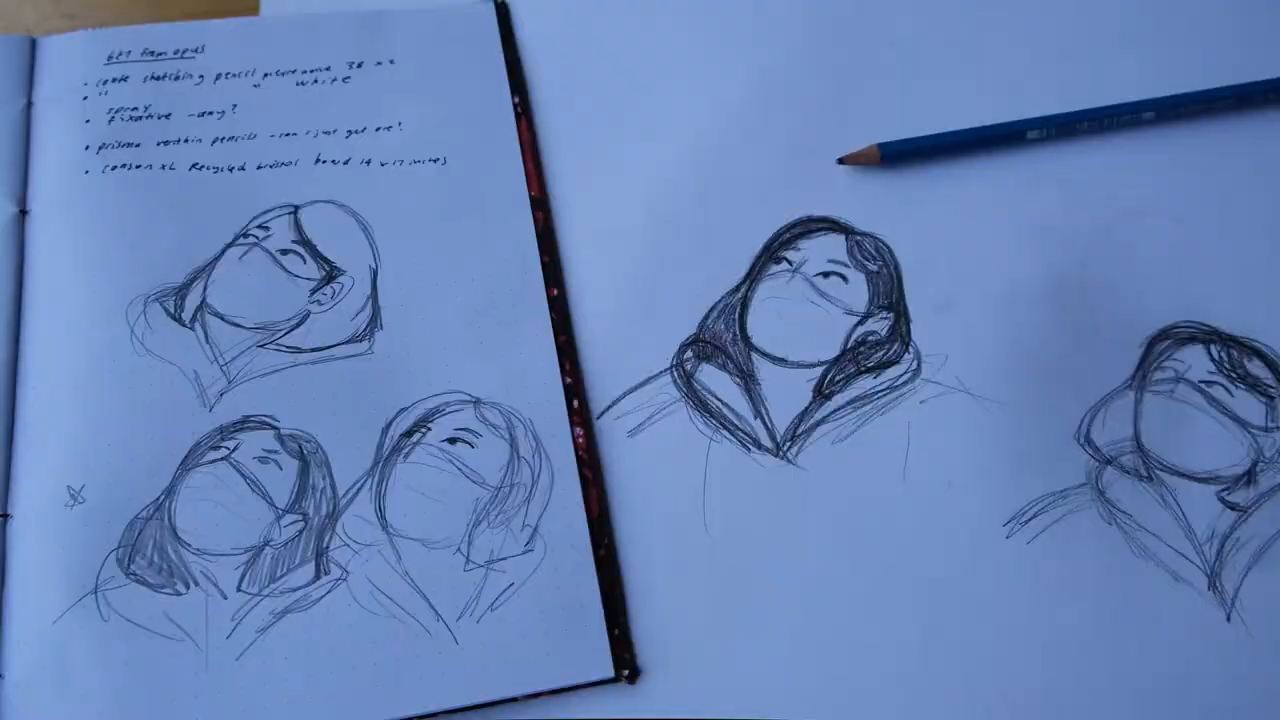 get from opus
• conte sketching pencil pierre noire 3B x 2
• " " white
• spray fixative - any?
• prisma verithin pencils - can i just get one?
• canson XL Recycled bristol board 14 x 17 inches